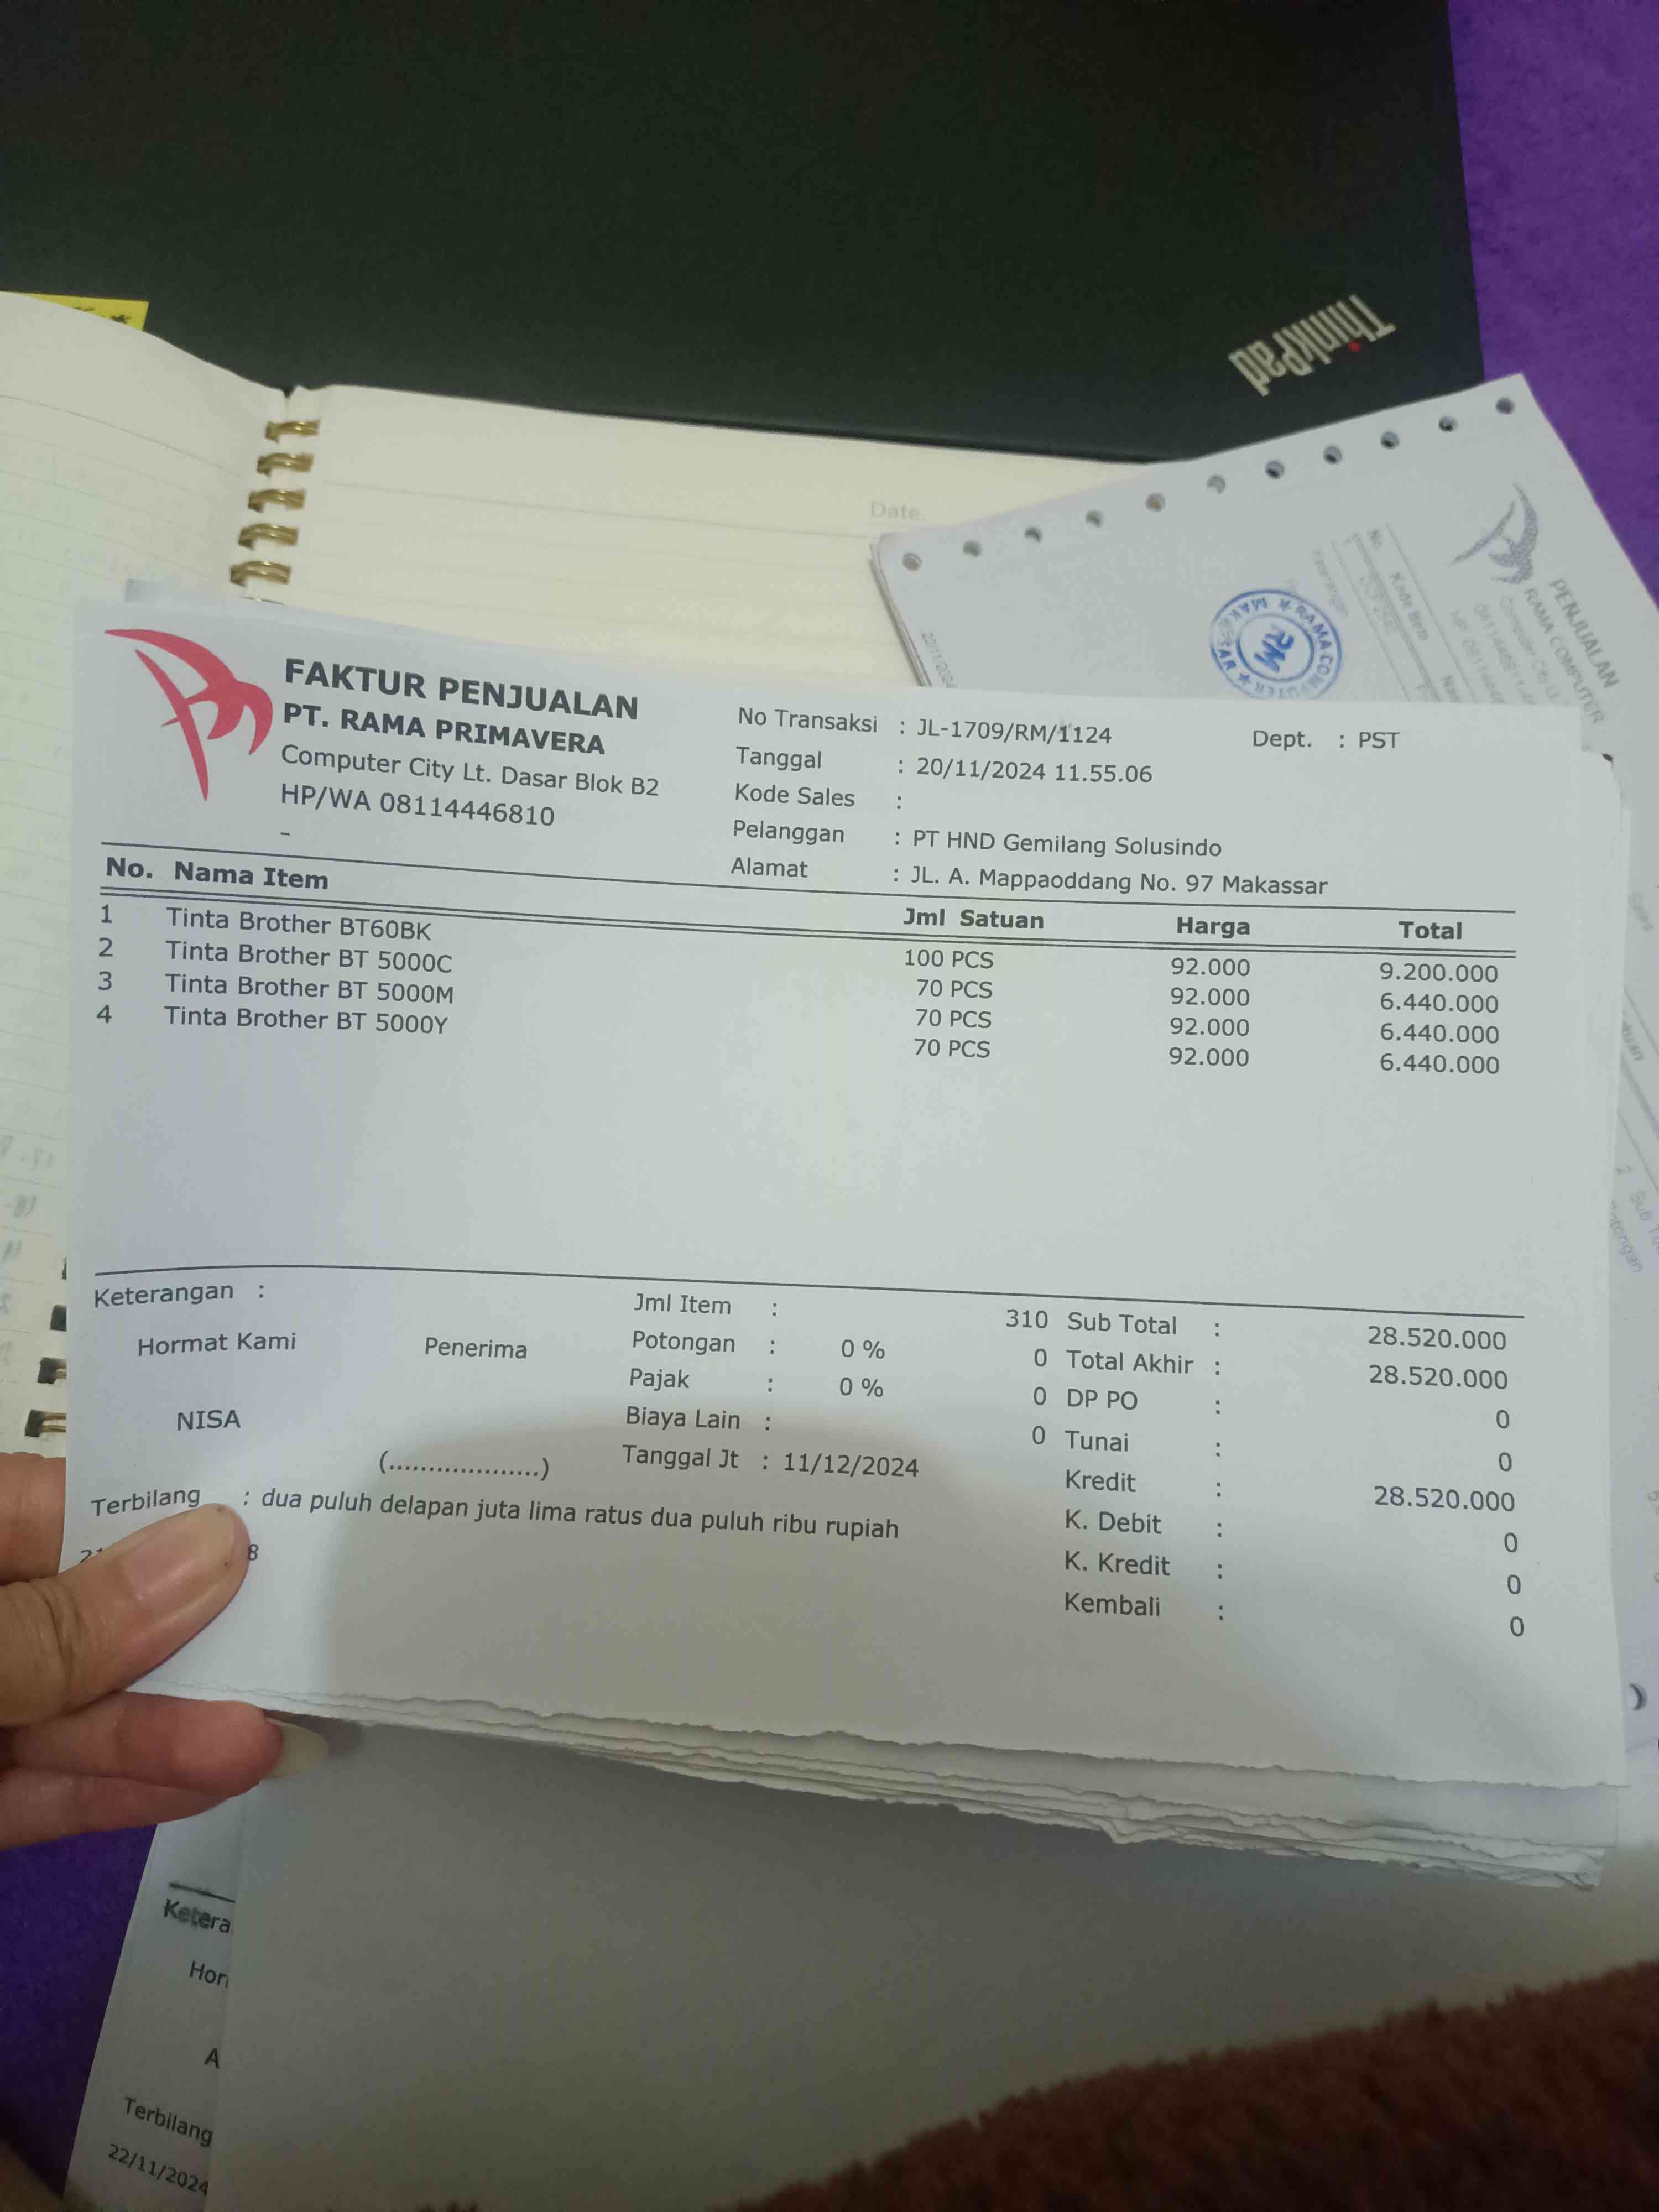 ThinkPad
Date.
PENJUALAN
RAMA COMPUTER
No. Kode Item
RAMA COMPUTER
RM
MAKASSAR
FAKTUR PENJUALAN
PT. RAMA PRIMAVERA
Computer City Lt. Dasar Blok B2
HP/WA 08114446810
-
No Transaksi : JL-1709/RM/1124 Dept. : PST
Tanggal : 20/11/2024 11.55.06
Kode Sales :
Pelanggan : PT HND Gemilang Solusindo
Alamat : JL. A. Mappaoddang No. 97 Makassar
No. Nama Item Jml Satuan Harga Total
1 Tinta Brother BT60BK 100 PCS 92.000 9.200.000
2 Tinta Brother BT 5000C 70 PCS 92.000 6.440.000
3 Tinta Brother BT 5000M 70 PCS 92.000 6.440.000
4 Tinta Brother BT 5000Y 70 PCS 92.000 6.440.000
Keterangan :
Hormat Kami Penerima
NISA
(...................)
Jml Item : 310
Potongan : 0 % 0
Pajak : 0 % 0
Biaya Lain : 0
Tanggal Jt : 11/12/2024
Sub Total : 28.520.000
Total Akhir : 28.520.000
DP PO : 0
Tunai : 0
Kredit : 28.520.000
K. Debit : 0
K. Kredit : 0
Kembali : 0
Terbilang : dua puluh delapan juta lima ratus dua puluh ribu rupiah
8
Ketera
Hor
A
Terbilang
22/11/2024